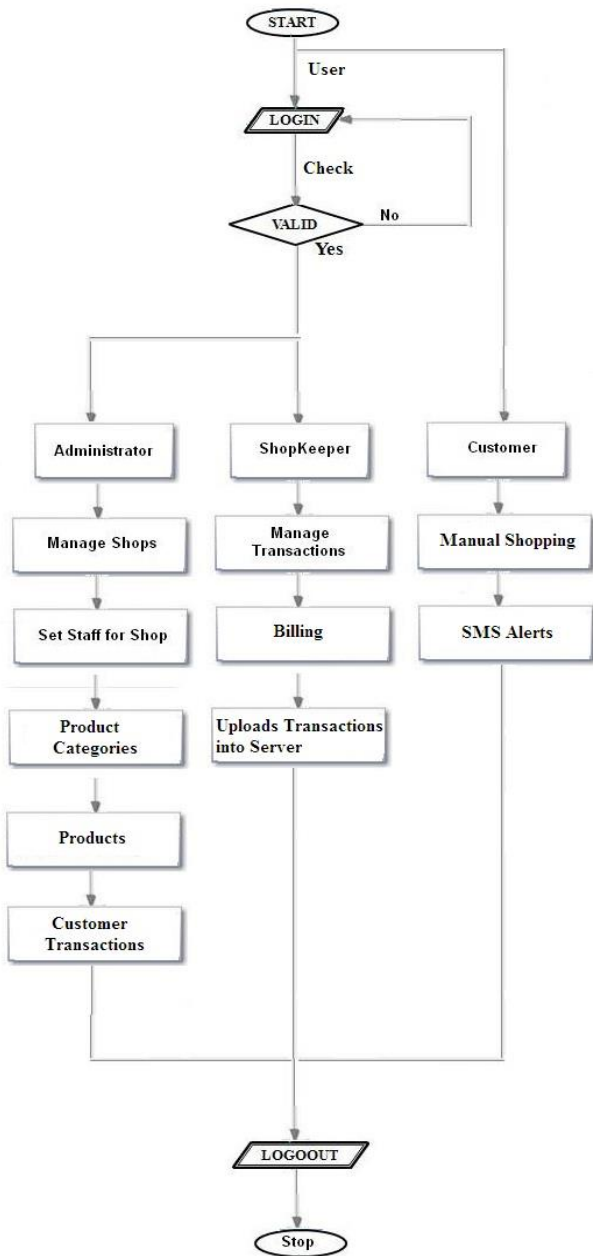 START
User
LOGIN
Check
VALID
No
Yes
Administrator
ShopKeeper
Customer
Manage Shops
Manage
Transactions
Manual Shopping
Set Staff for Shop
Billing
SMS Alerts
Product
Categories
Uploads Transactions
into Server
Products
Customer
Transactions
LOGOOUT
Stop